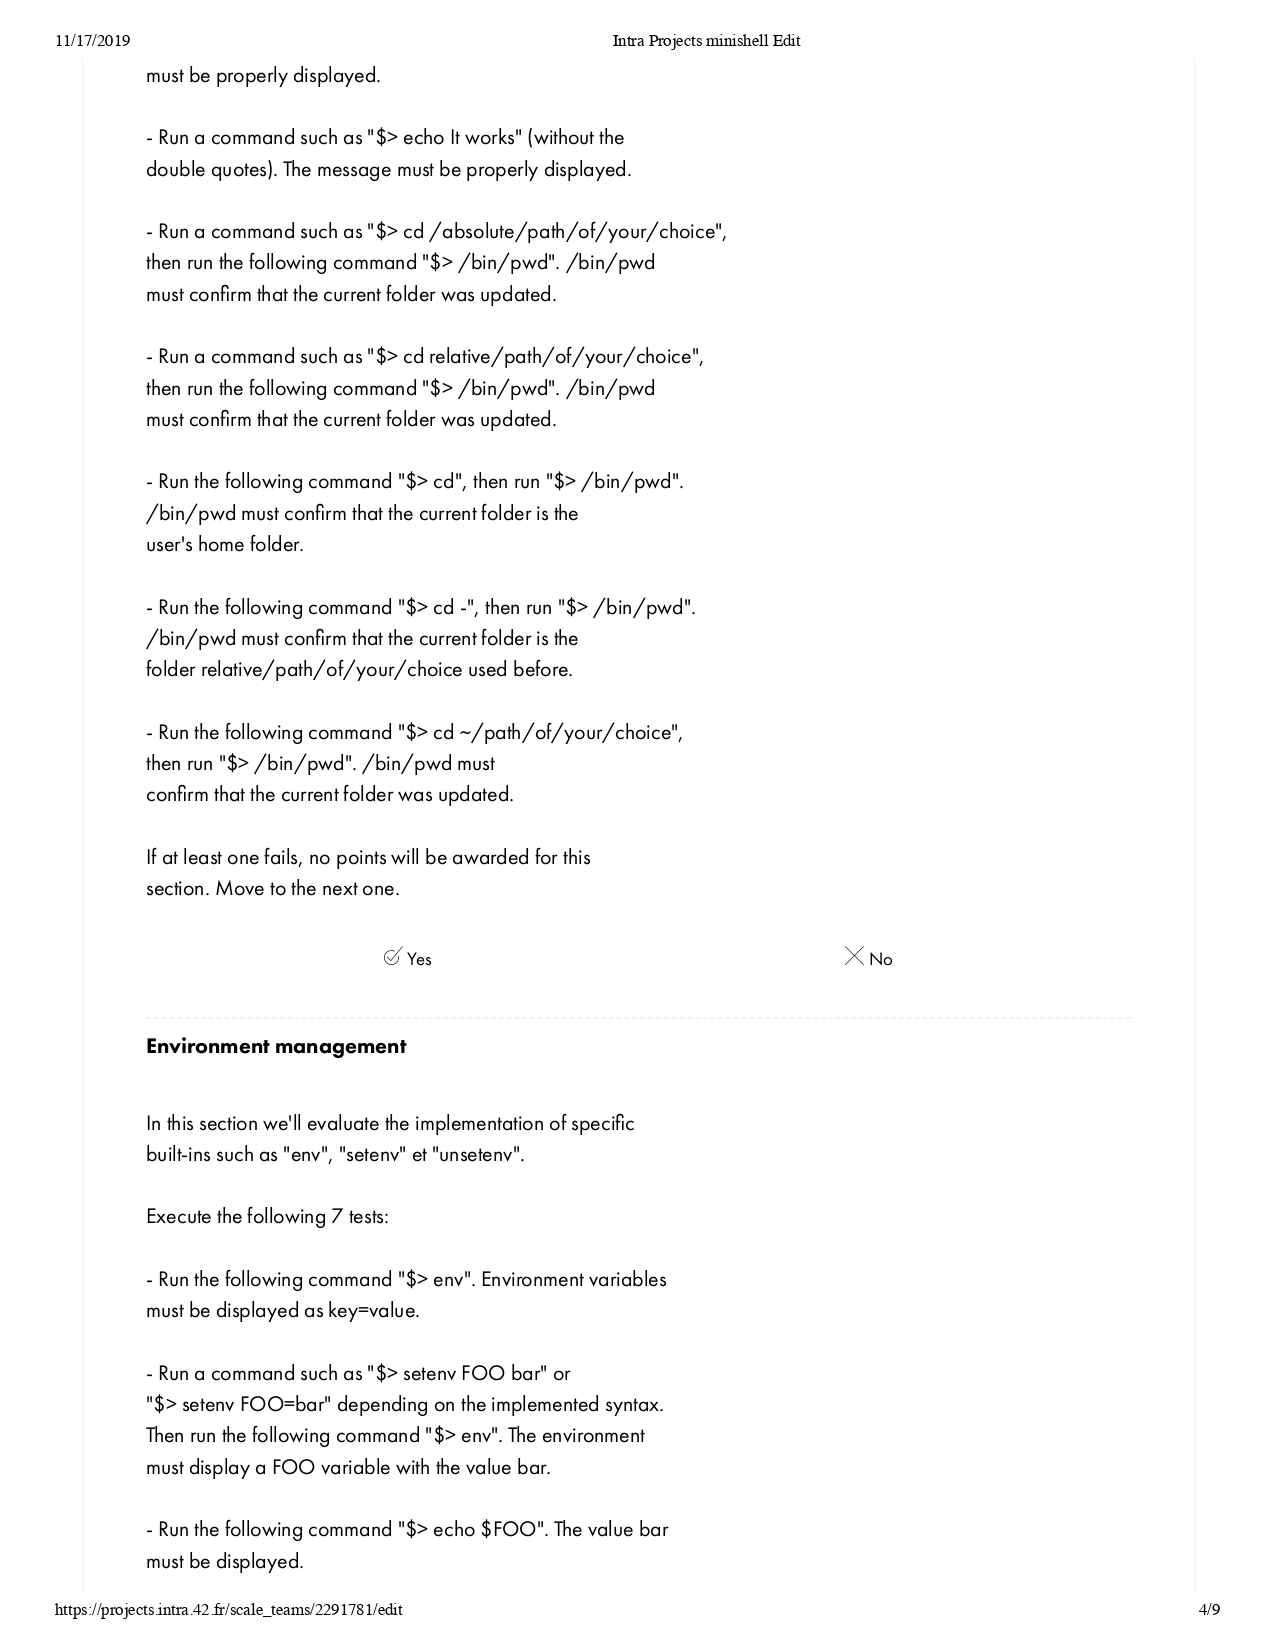 11/17/2019 Intra Projects minishell Edit
must be properly displayed.
- Run a command such as "$> echo It works" (without the
double quotes). The message must be properly displayed.
- Run a command such as "$> cd /absolute/path/of/your/choice",
then run the following command "$> /bin/pwd". /bin/pwd
must confirm that the current folder was updated.
- Run a command such as "$> cd relative/path/of/your/choice",
then run the following command "$> /bin/pwd". /bin/pwd
must confirm that the current folder was updated.
- Run the following command "$> cd", then run "$> /bin/pwd".
/bin/pwd must confirm that the current folder is the
user's home folder.
- Run the following command "$> cd -", then run "$> /bin/pwd".
/bin/pwd must confirm that the current folder is the
folder relative/path/of/your/choice used before.
- Run the following command "$> cd ~/path/of/your/choice",
then run "$> /bin/pwd". /bin/pwd must
confirm that the current folder was updated.
If at least one fails, no points will be awarded for this
section. Move to the next one.
Yes No
Environment management
In this section we'll evaluate the implementation of specific
built-ins such as "env", "setenv" et "unsetenv".
Execute the following 7 tests:
- Run the following command "$> env". Environment variables
must be displayed as key=value.
- Run a command such as "$> setenv FOO bar" or
"$> setenv FOO=bar" depending on the implemented syntax.
Then run the following command "$> env". The environment
must display a FOO variable with the value bar.
- Run the following command "$> echo $FOO". The value bar
must be displayed.
https://projects.intra.42.fr/scale_teams/2291781/edit 4/9